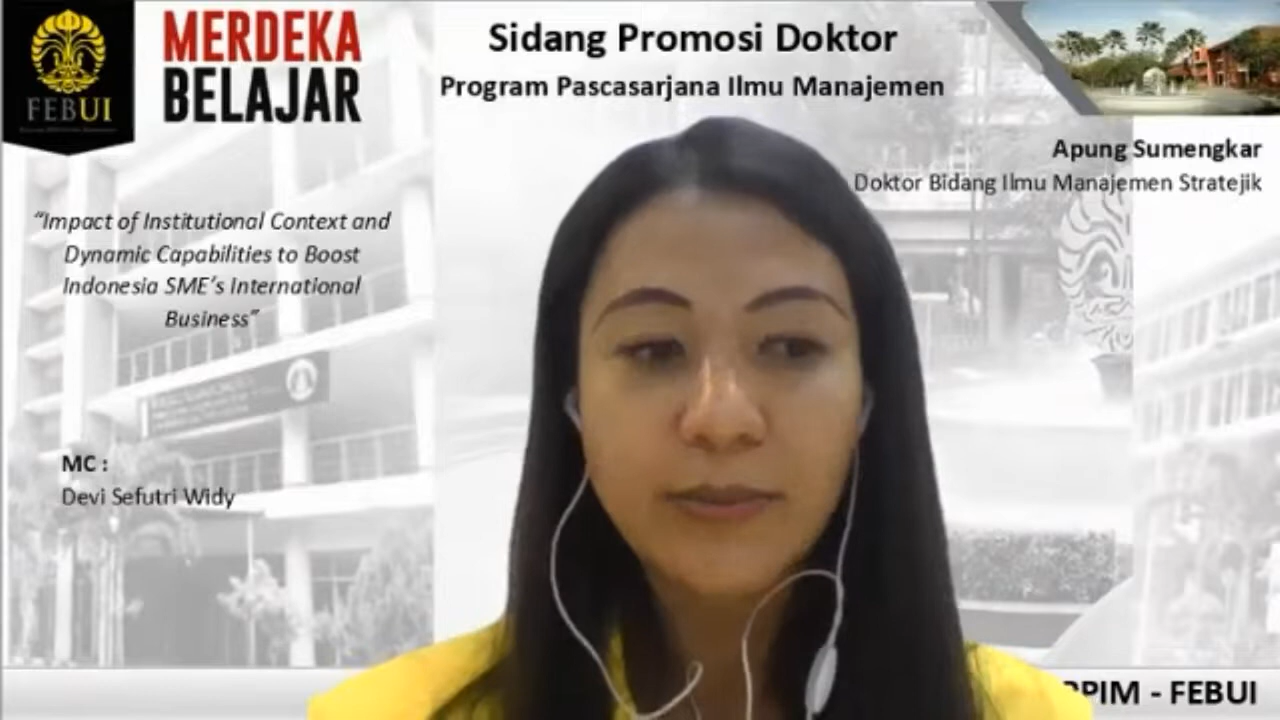 FEBUI
MERDEKA
BELAJAR
Sidang Promosi Doktor
Program Pascasarjana Ilmu Manajemen
Apung Sumengkar
Doktor Bidang Ilmu Manajemen Stratejik
“Impact of Institutional Context and
Dynamic Capabilities to Boost
Indonesia SME’s International
Business”
MC :
Devi Sefutri Widy
PPIM - FEBUI